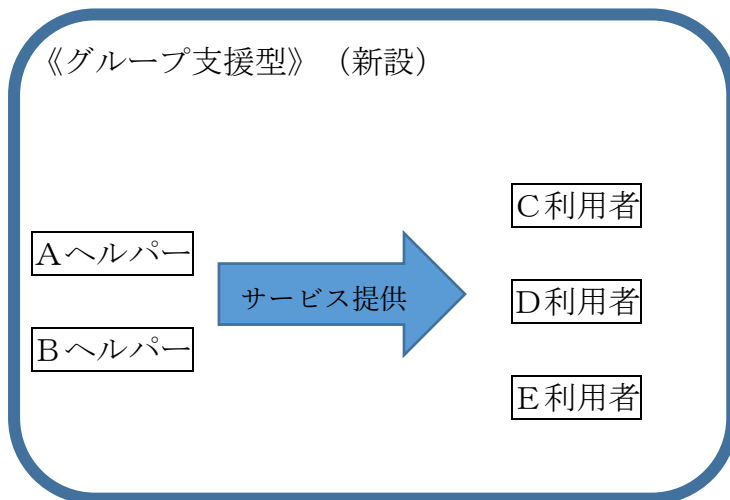 《グループ支援型》（新設）
Ｃ利用者
Ａヘルパー
サービス提供
Ｄ利用者
Ｂヘルパー
Ｅ利用者